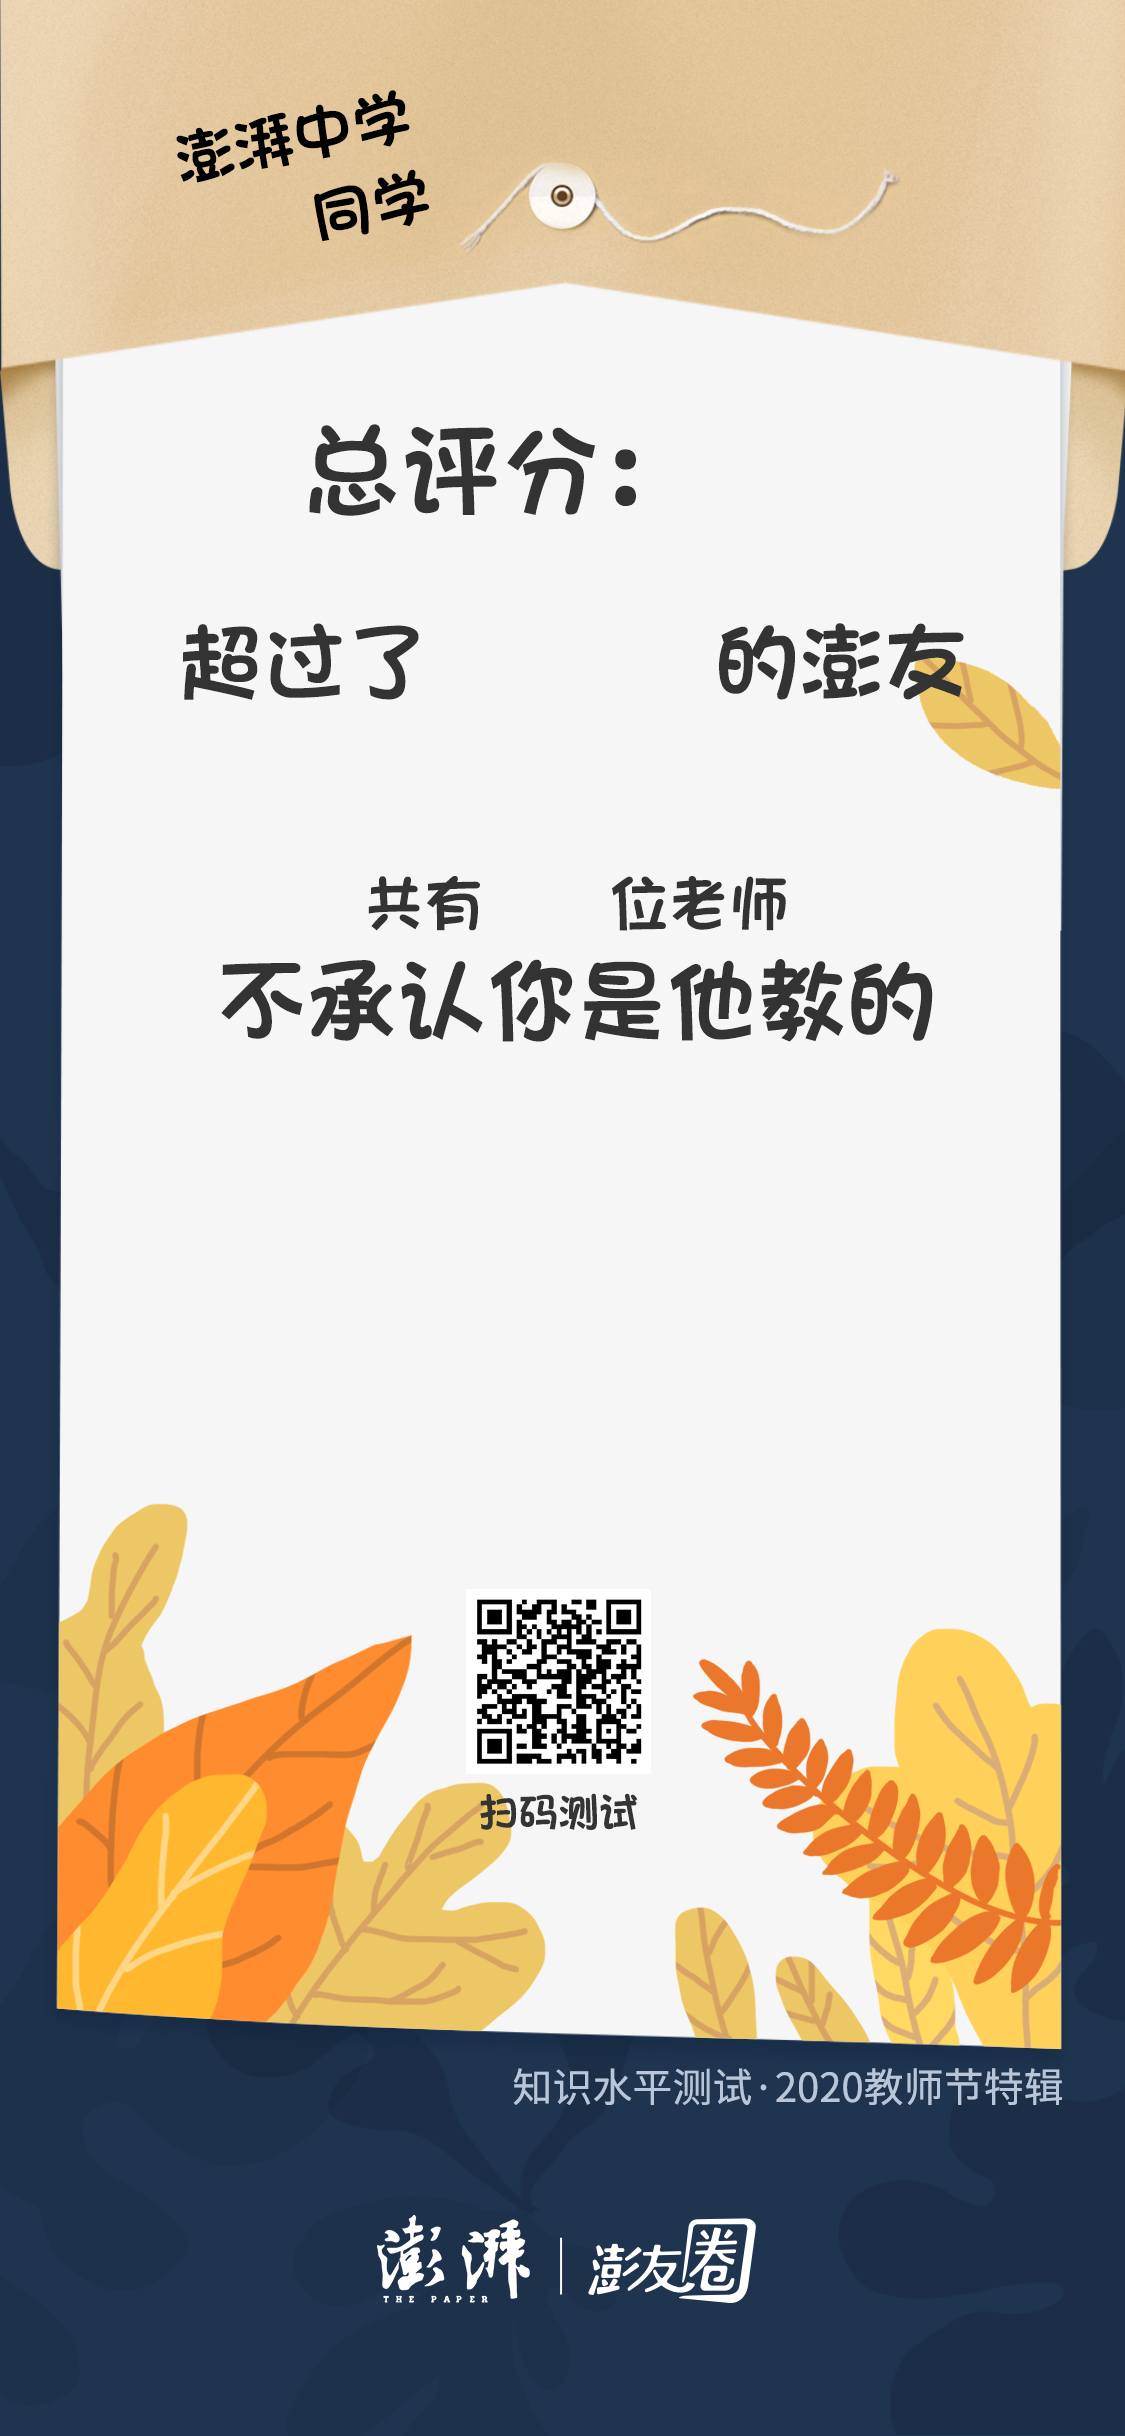 澎湃中学
同学
总评分：
超过了 的澎友
共有 位老师
不承认你是他教的
扫码测试
知识水平测试·2020教师节特辑
澎湃 澎友圈
THE PAPER